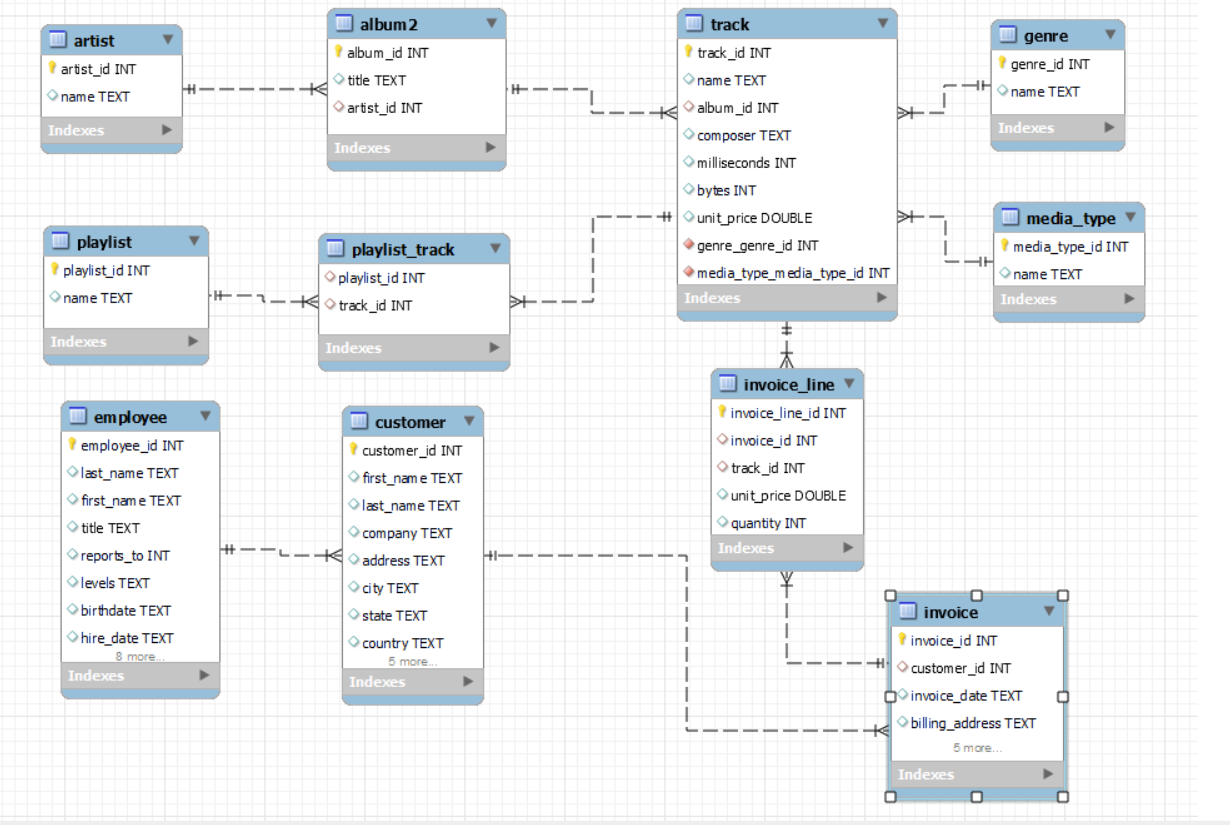 artist
artist_id INT
name TEXT
Indexes
album2
album_id INT
title TEXT
artist_id INT
Indexes
track
track_id INT
name TEXT
album_id INT
composer TEXT
milliseconds INT
bytes INT
unit_price DOUBLE
genre_genre_id INT
media_type_media_type_id INT
Indexes
genre
genre_id INT
name TEXT
Indexes
playlist
playlist_id INT
name TEXT
Indexes
playlist_track
playlist_id INT
track_id INT
Indexes
media_type
media_type_id INT
name TEXT
Indexes
employee
employee_id INT
last_name TEXT
first_name TEXT
title TEXT
reports_to INT
levels TEXT
birthdate TEXT
hire_date TEXT
8 more...
Indexes
customer
customer_id INT
first_name TEXT
last_name TEXT
company TEXT
address TEXT
city TEXT
state TEXT
country TEXT
5 more...
Indexes
invoice_line
invoice_line_id INT
invoice_id INT
track_id INT
unit_price DOUBLE
quantity INT
Indexes
invoice
invoice_id INT
customer_id INT
invoice_date TEXT
billing_address TEXT
5 more...
Indexes